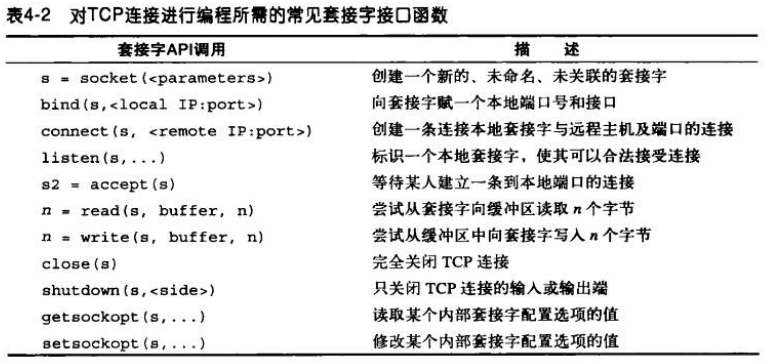 表4-2 对TCP连接进行编程所需的常见套接字接口函数
套接字API调用 描 述
s = socket(<parameters>) 创建一个新的、未命名、未关联的套接字
bind(s,<local IP:port>) 向套接字赋一个本地端口号和接口
connect(s, <remote IP:port>) 创建一条连接本地套接字与远程主机及端口的连接
listen(s,...) 标识一个本地套接字，使其可以合法接受连接
s2 = accept(s) 等待某人建立一条到本地端口的连接
n = read(s, buffer, n) 尝试从套接字向缓冲区读取 n 个字节
n = write(s, buffer, n) 尝试从缓冲区中向套接字写入 n 个字节
close(s) 完全关闭 TCP 连接
shutdown(s,<side>) 只关闭 TCP 连接的输入或输出端
getsockopt(s,...) 读取某个内部套接字配置选项的值
setsockopt(s,...) 修改某个内部套接字配置选项的值